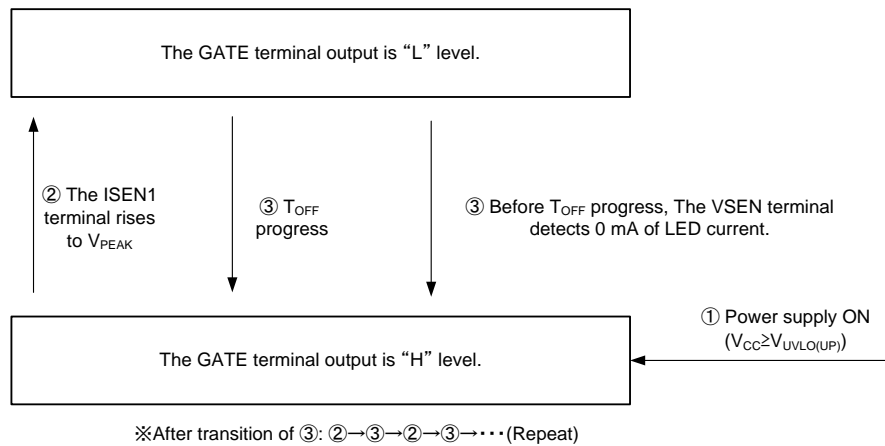 The GATE terminal output is “L” level.
② The ISEN1
terminal rises
to VPEAK
③ TOFF
progress
③ Before TOFF progress, The VSEN terminal
detects 0 mA of LED current.
① Power supply ON
(VCC≥VUVLO(UP))
The GATE terminal output is “H” level.
※After transition of ③: ②→③→②→③→・・・(Repeat)